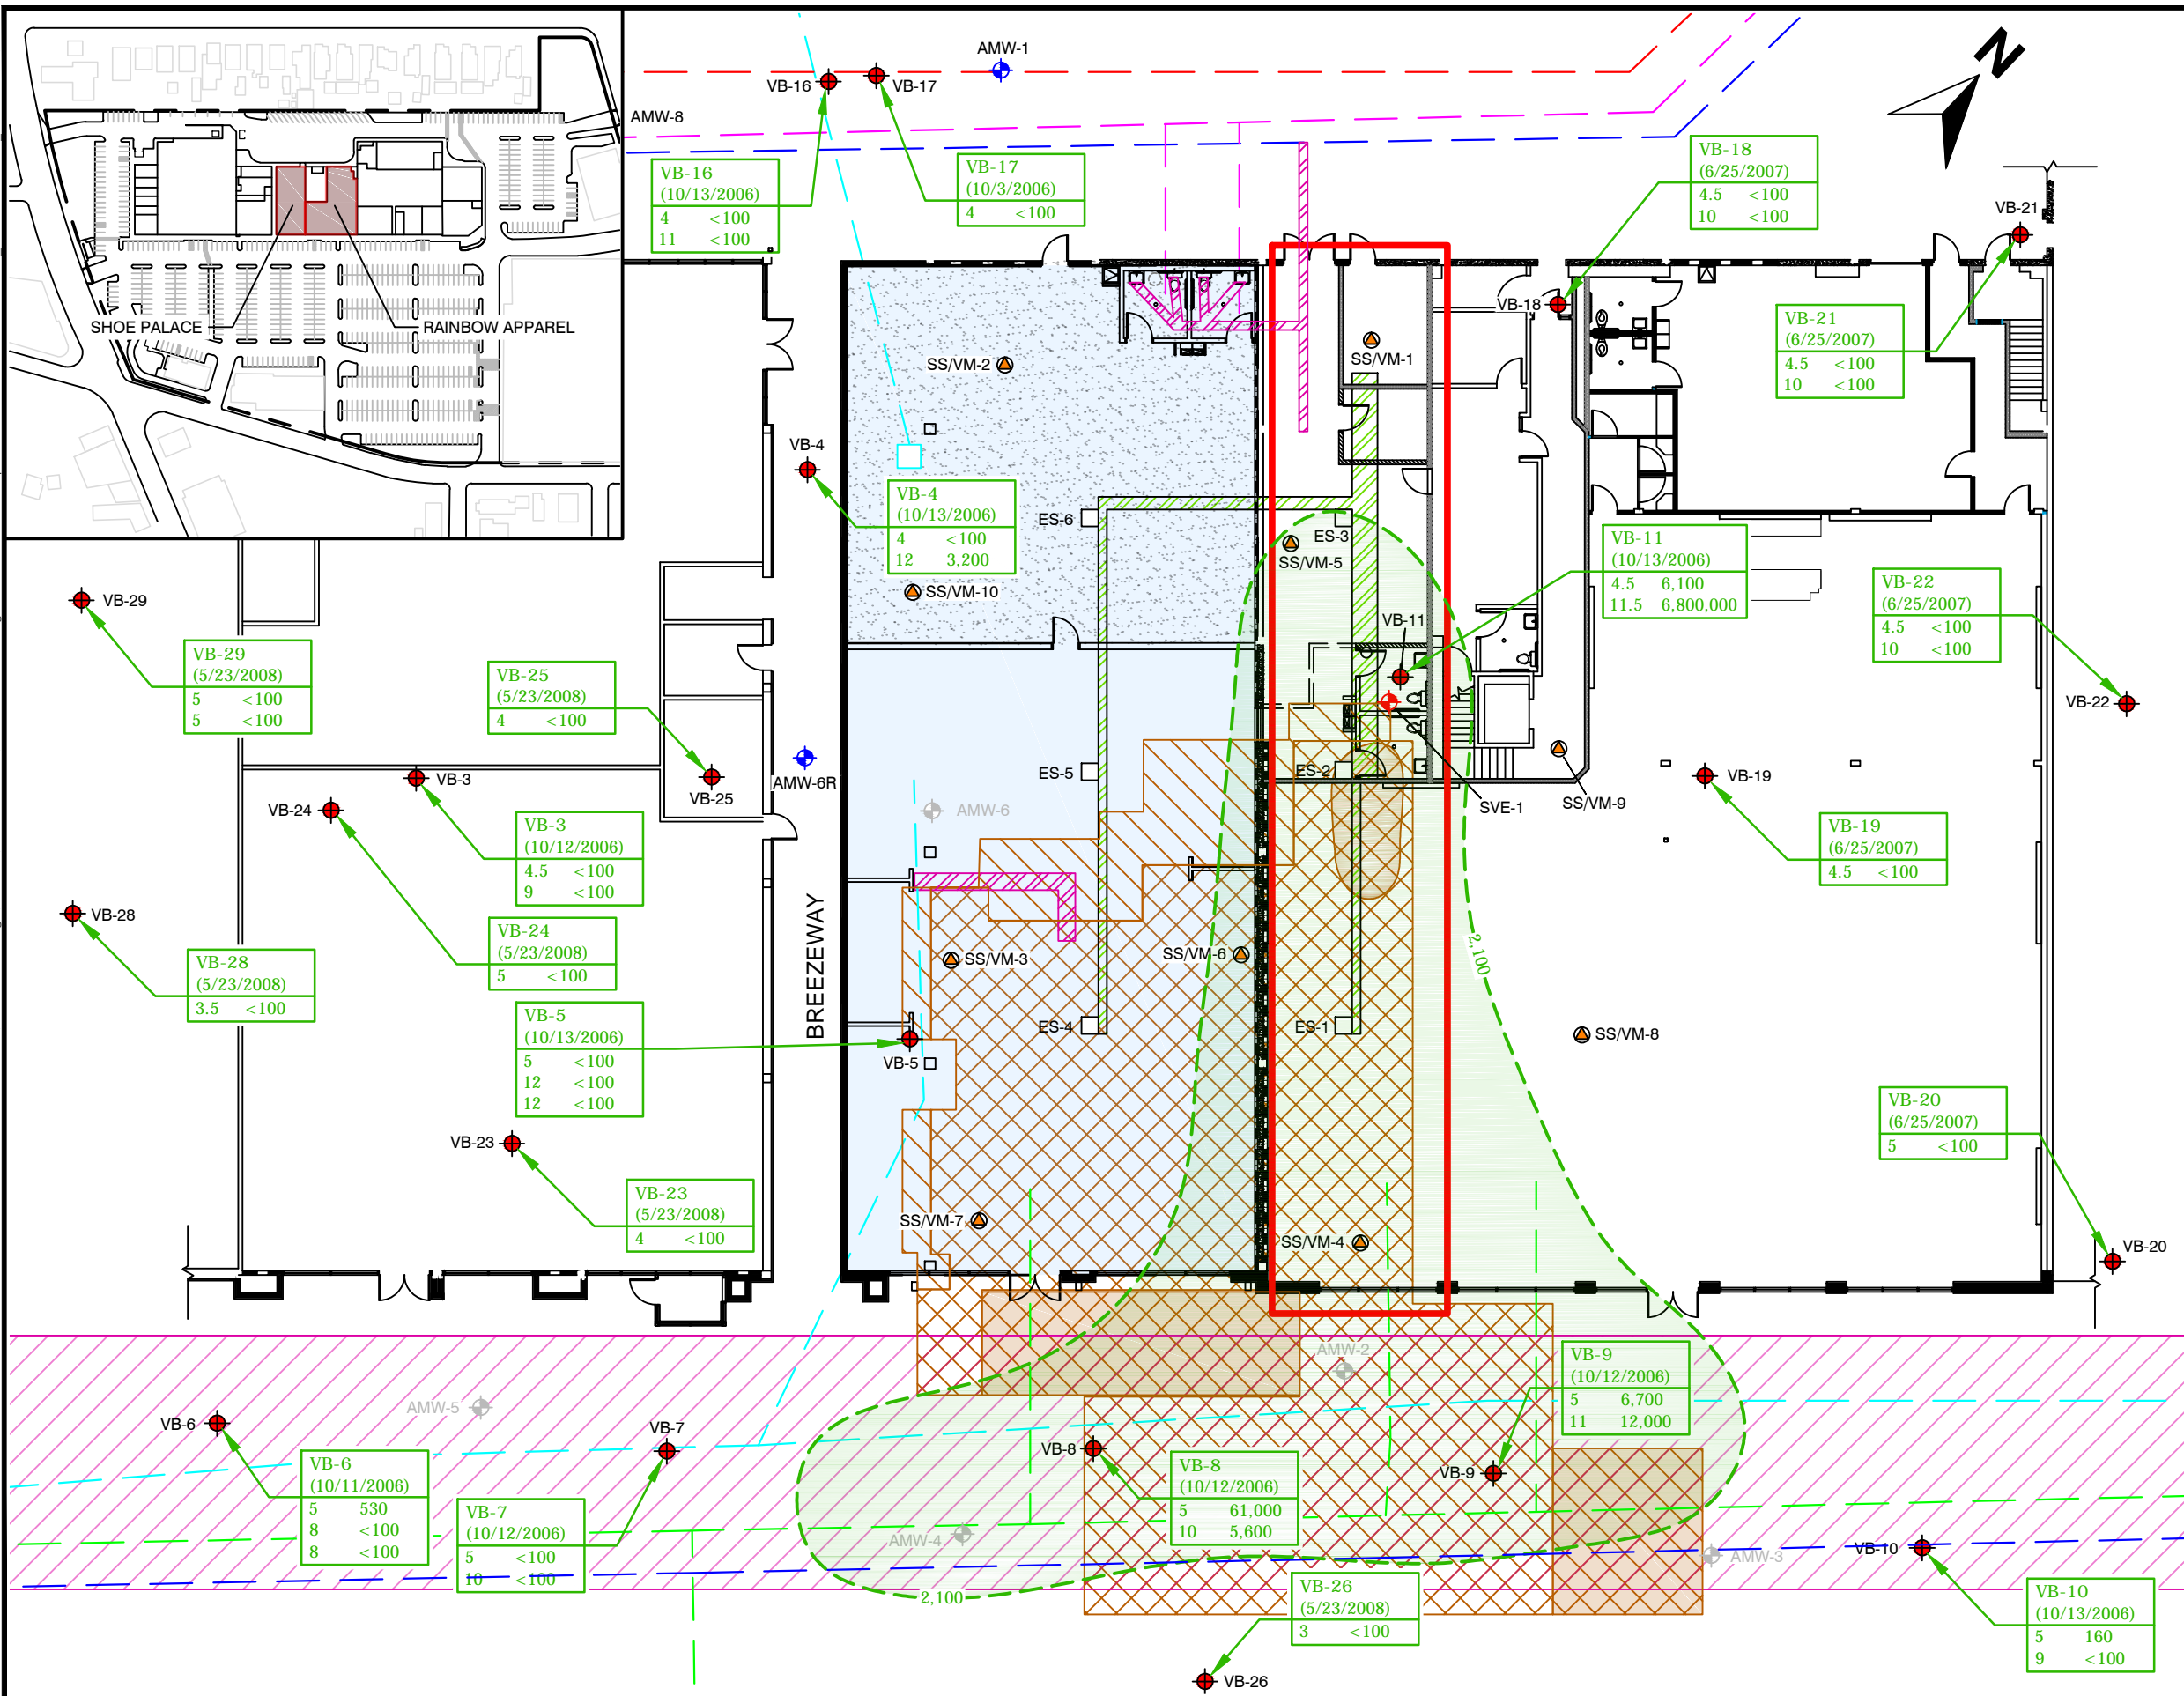 SHOE PALACE
RAINBOW APPAREL
N
AMW-1
VB-16
VB-17
AMW-8
VB-16
(10/13/2006)
4 <100
11 <100
VB-17
(10/3/2006)
4 <100
VB-18
(6/25/2007)
4.5 <100
10 <100
VB-21
VB-18
VB-21
(6/25/2007)
4.5 <100
10 <100
SS/VM-1
SS/VM-2
VB-4
VB-4
(10/13/2006)
4 <100
12 3,200
ES-6
ES-3
SS/VM-5
VB-11
(10/13/2006)
4.5 6,100
11.5 6,800,000
VB-22
(6/25/2007)
4.5 <100
10 <100
SS/VM-10
VB-29
VB-11
VB-29
(5/23/2008)
5 <100
5 <100
VB-25
(5/23/2008)
4 <100
VB-22
ES-5
ES-2
VB-3
VB-25
AMW-6R
VB-19
VB-24
AMW-6
SVE-1
SS/VM-9
VB-3
(10/12/2006)
4.5 <100
9 <100
VB-19
(6/25/2007)
4.5 <100
VB-28
VB-24
(5/23/2008)
5 <100
BREEZEWAY
2,100
SS/VM-3
SS/VM-6
VB-28
(5/23/2008)
3.5 <100
VB-5
(10/13/2006)
5 <100
12 <100
12 <100
ES-4
ES-1
SS/VM-8
VB-5
VB-20
(6/25/2007)
5 <100
VB-23
VB-23
(5/23/2008)
4 <100
SS/VM-7
SS/VM-4
VB-20
AMW-2
VB-9
(10/12/2006)
5 6,700
11 12,000
AMW-5
VB-6
VB-7
VB-8
VB-9
VB-6
(10/11/2006)
5 530
8 <100
8 <100
VB-7
(10/12/2006)
5 <100
10 <100
VB-8
(10/12/2006)
5 61,000
10 5,600
AMW-4
AMW-3
VB-10
2,100
VB-26
(5/23/2008)
3 <100
VB-10
(10/13/2006)
5 160
9 <100
VB-26